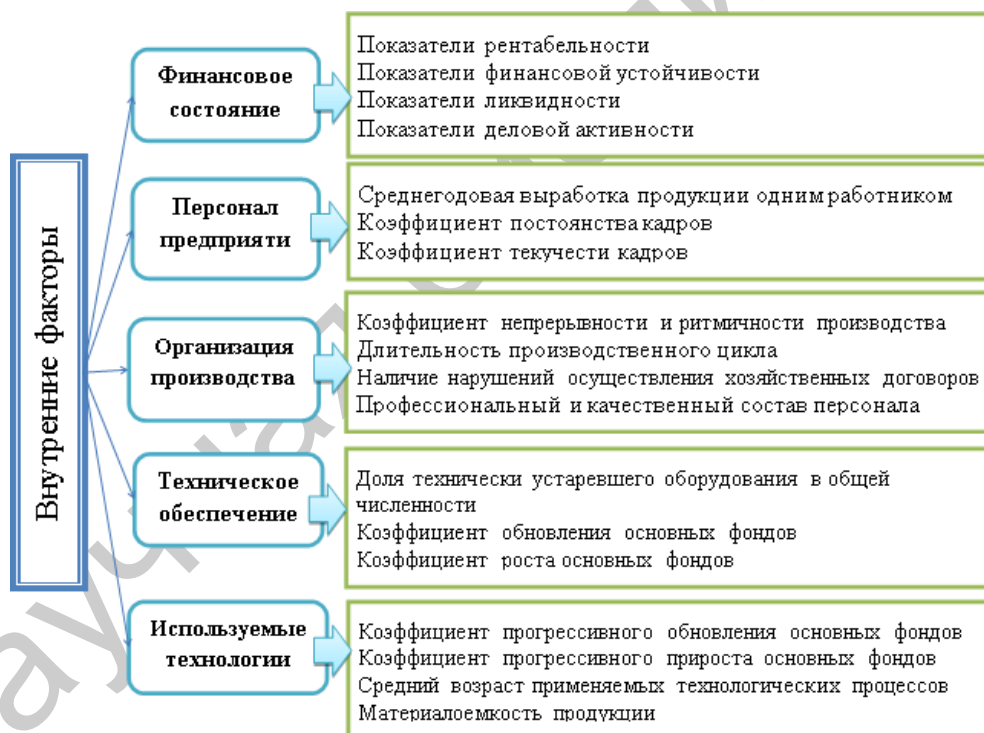 Внутренние факторы
Финансовое
состояние
Показатели рентабельности
Показатели финансовой устойчивости
Показатели ликвидности
Показатели деловой активности
Персонал
предприяти
Среднегодовая выработка продукции одним работником
Коэффициент постоянства кадров
Коэффициент текучести кадров
Организация
производства
Коэффициент непрерывности и ритмичности производства
Длительность производственного цикла
Наличие нарушений осуществления хозяйственных договоров
Профессиональный и качественный состав персонала
Техническое
обеспечение
Доля технически устаревшего оборудования в общей
численности
Коэффициент обновления основных фондов
Коэффициент роста основных фондов
Используемые
технологии
Коэффициент прогрессивного обновления основных фондов
Коэффициент прогрессивного прироста основных фондов
Средний возраст применяемых технологических процессов
Материалоемкость продукции